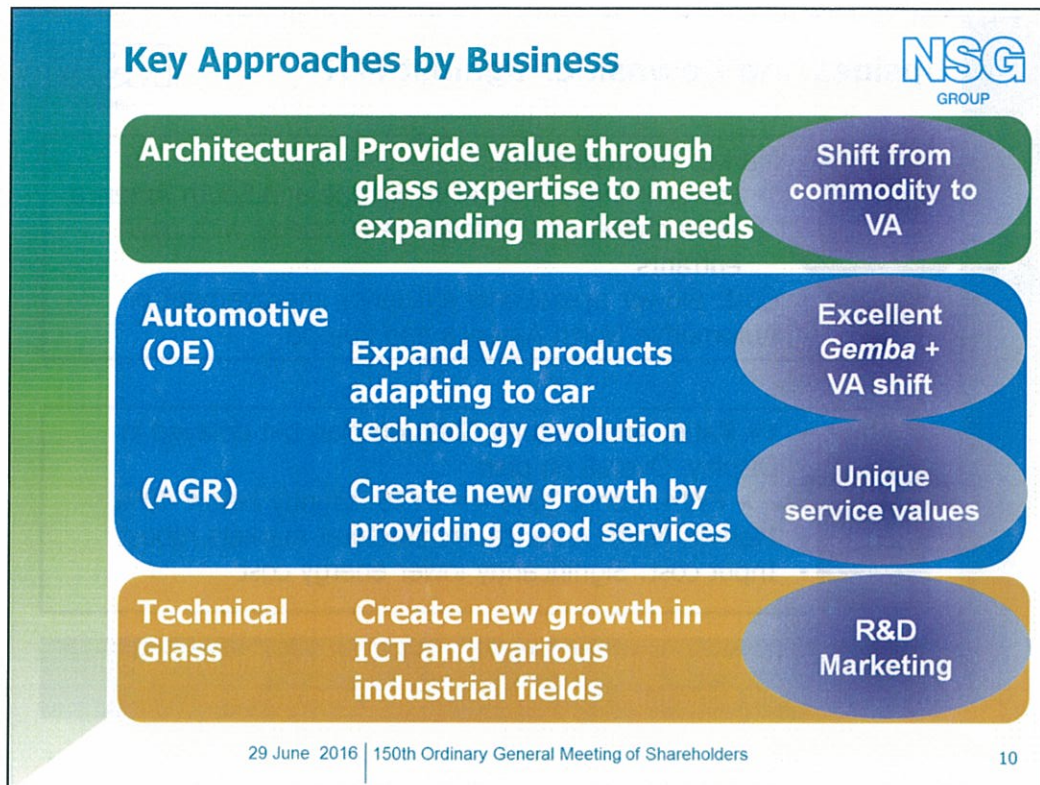 Key Approaches by Business
NSG
GROUP
Architectural Provide value through
glass expertise to meet
expanding market needs
Shift from
commodity to
VA
Automotive
(OE) Expand VA products
adapting to car
technology evolution
Excellent
Gemba +
VA shift
(AGR) Create new growth by
providing good services
Unique
service values
Technical Create new growth in
Glass ICT and various
industrial fields
R&D
Marketing
29 June 2016 150th Ordinary General Meeting of Shareholders
10